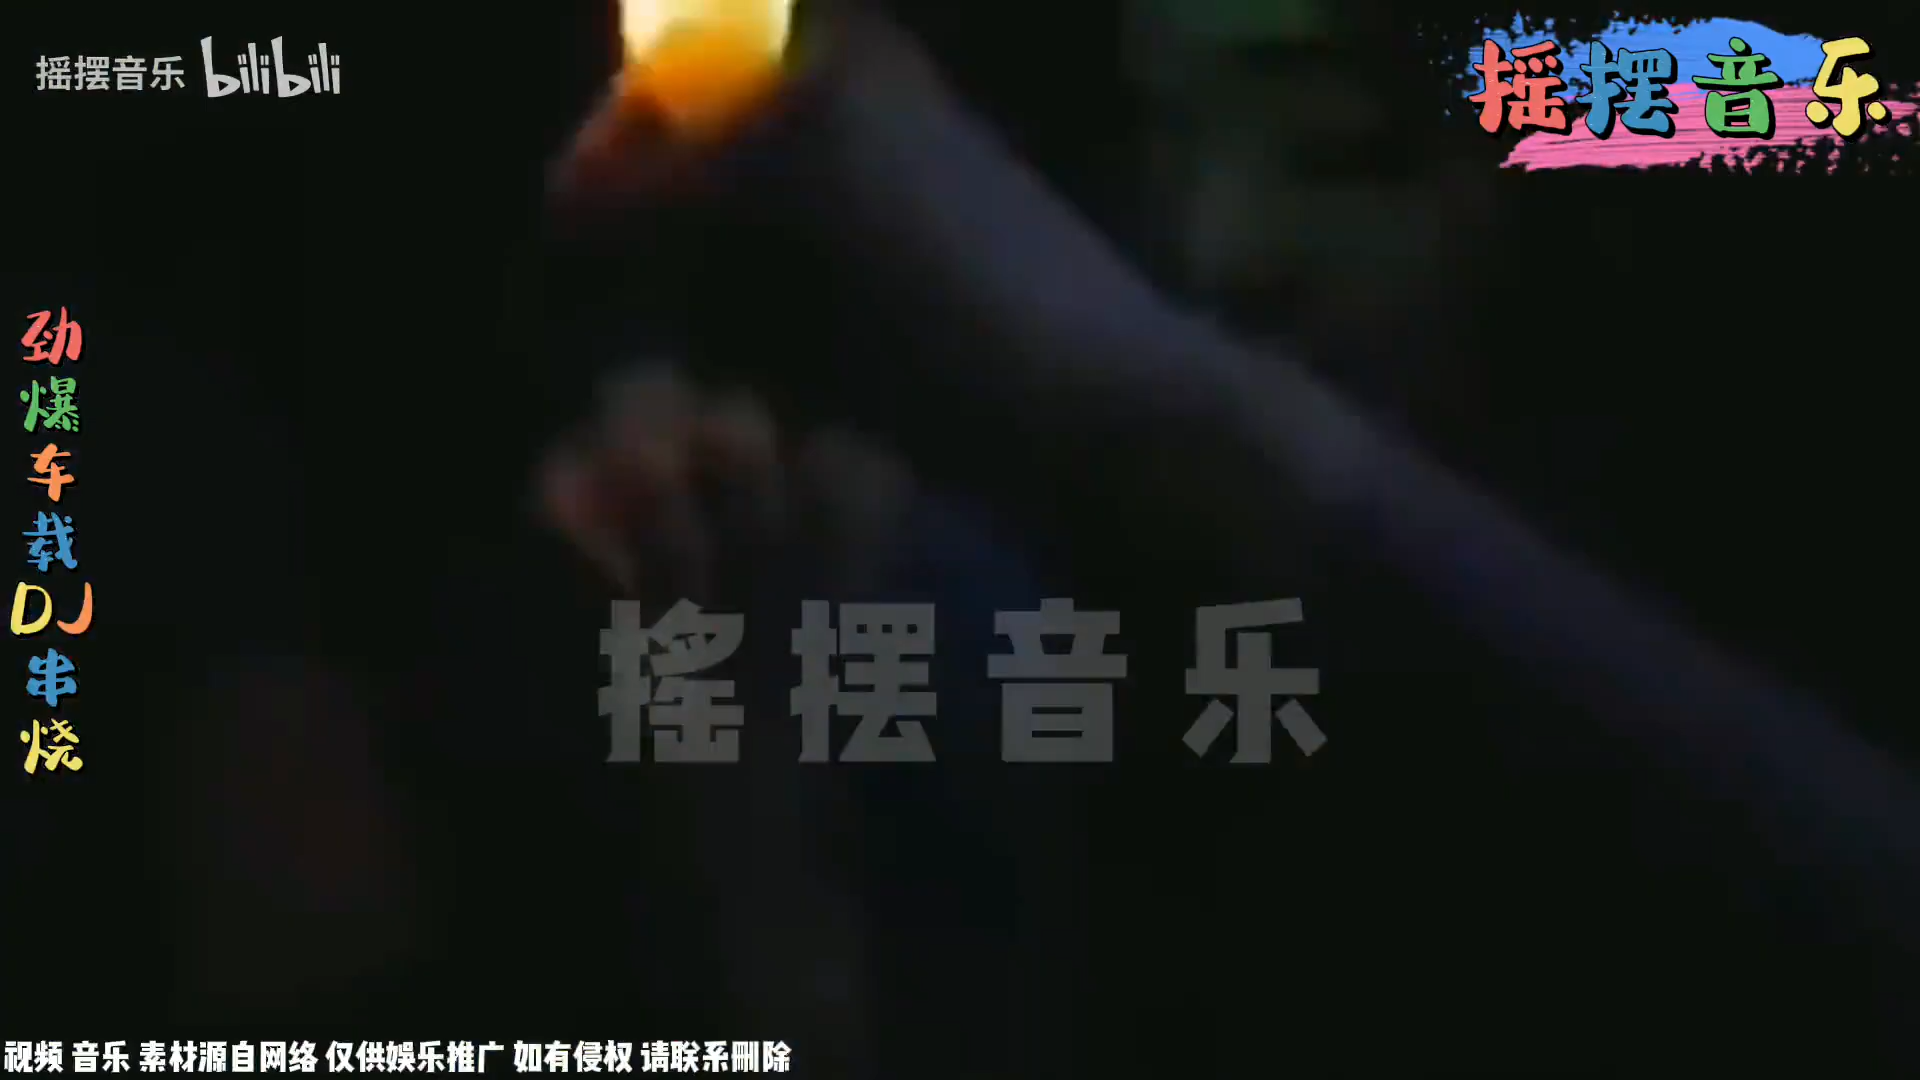 摇摆音乐 bilibili
摇摆音乐
劲爆车载DJ串烧
摇摆音乐
视频 音乐 素材源自网络 仅供娱乐推广 如有侵权 请联系删除